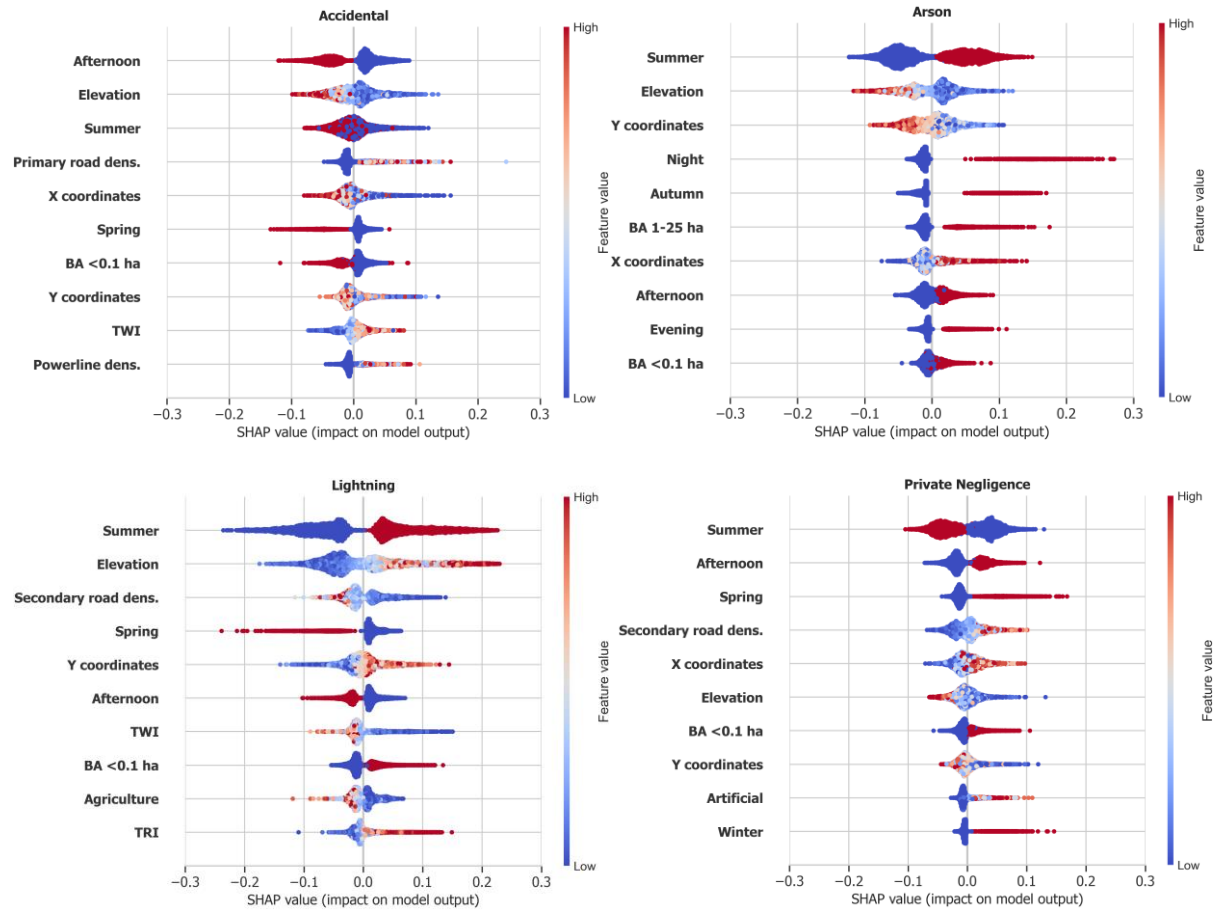 Accidental
High
Afternoon
Elevation
Summer
Primary road dens.
X coordinates
Spring
BA <0.1 ha
Y coordinates
TWI
Powerline dens.
Feature value
Low
−0.3 −0.2 −0.1 0.0 0.1 0.2 0.3
SHAP value (impact on model output)
Arson
High
Summer
Elevation
Y coordinates
Night
Autumn
BA 1-25 ha
X coordinates
Afternoon
Evening
BA <0.1 ha
Feature value
Low
−0.3 −0.2 −0.1 0.0 0.1 0.2 0.3
SHAP value (impact on model output)
Lightning
High
Summer
Elevation
Secondary road dens.
Spring
Y coordinates
Afternoon
TWI
BA <0.1 ha
Agriculture
TRI
Feature value
Low
−0.3 −0.2 −0.1 0.0 0.1 0.2 0.3
SHAP value (impact on model output)
Private Negligence
High
Summer
Afternoon
Spring
Secondary road dens.
X coordinates
Elevation
BA <0.1 ha
Y coordinates
Artificial
Winter
Feature value
Low
−0.3 −0.2 −0.1 0.0 0.1 0.2 0.3
SHAP value (impact on model output)